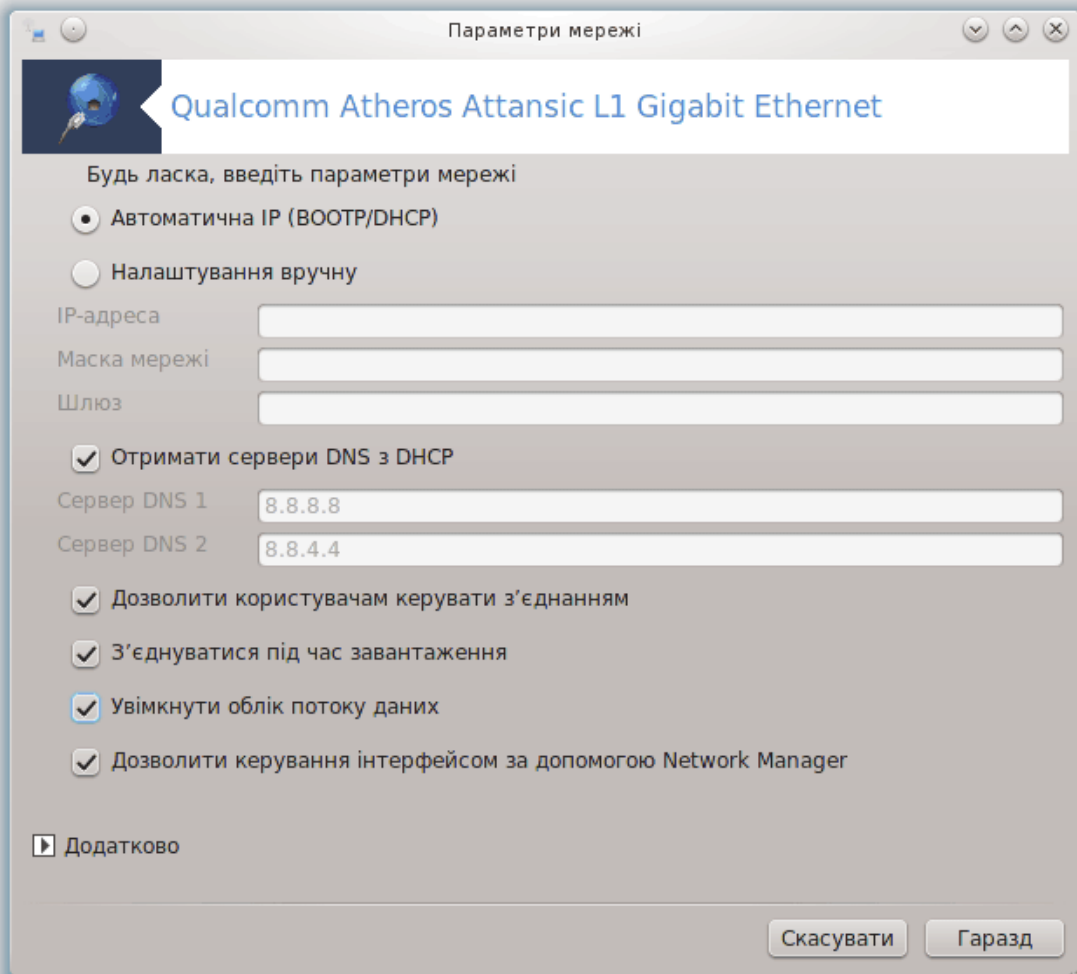 Параметри мережі
Qualcomm Atheros Attansic L1 Gigabit Ethernet
Будь ласка, введіть параметри мережі
Автоматична IP (BOOTP/DHCP)
Налаштування вручну
IP-адреса
Маска мережі
Шлюз
Отримати сервери DNS з DHCP
Сервер DNS 1 8.8.8.8
Сервер DNS 2 8.8.4.4
Дозволити користувачам керувати з’єднанням
З’єднуватися під час завантаження
Увімкнути облік потоку даних
Дозволити керування інтерфейсом за допомогою Network Manager
Додатково
Скасувати Гаразд